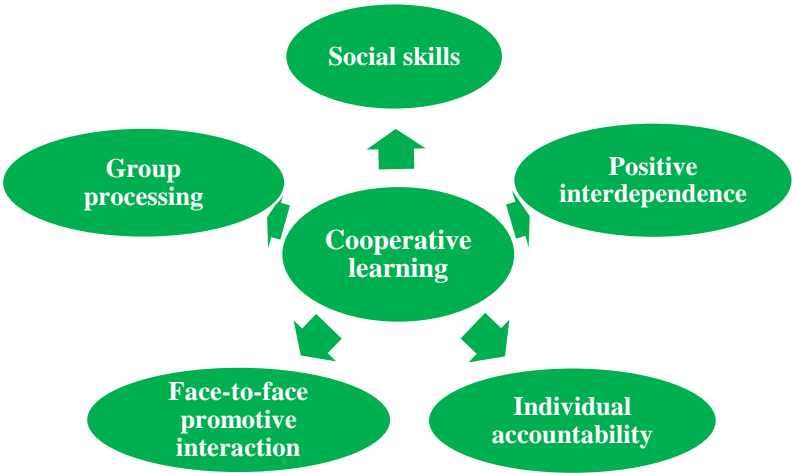 Social skills
Group
processing
Positive
interdependence
Cooperative
learning
Face-to-face
promotive
interaction
Individual
accountability